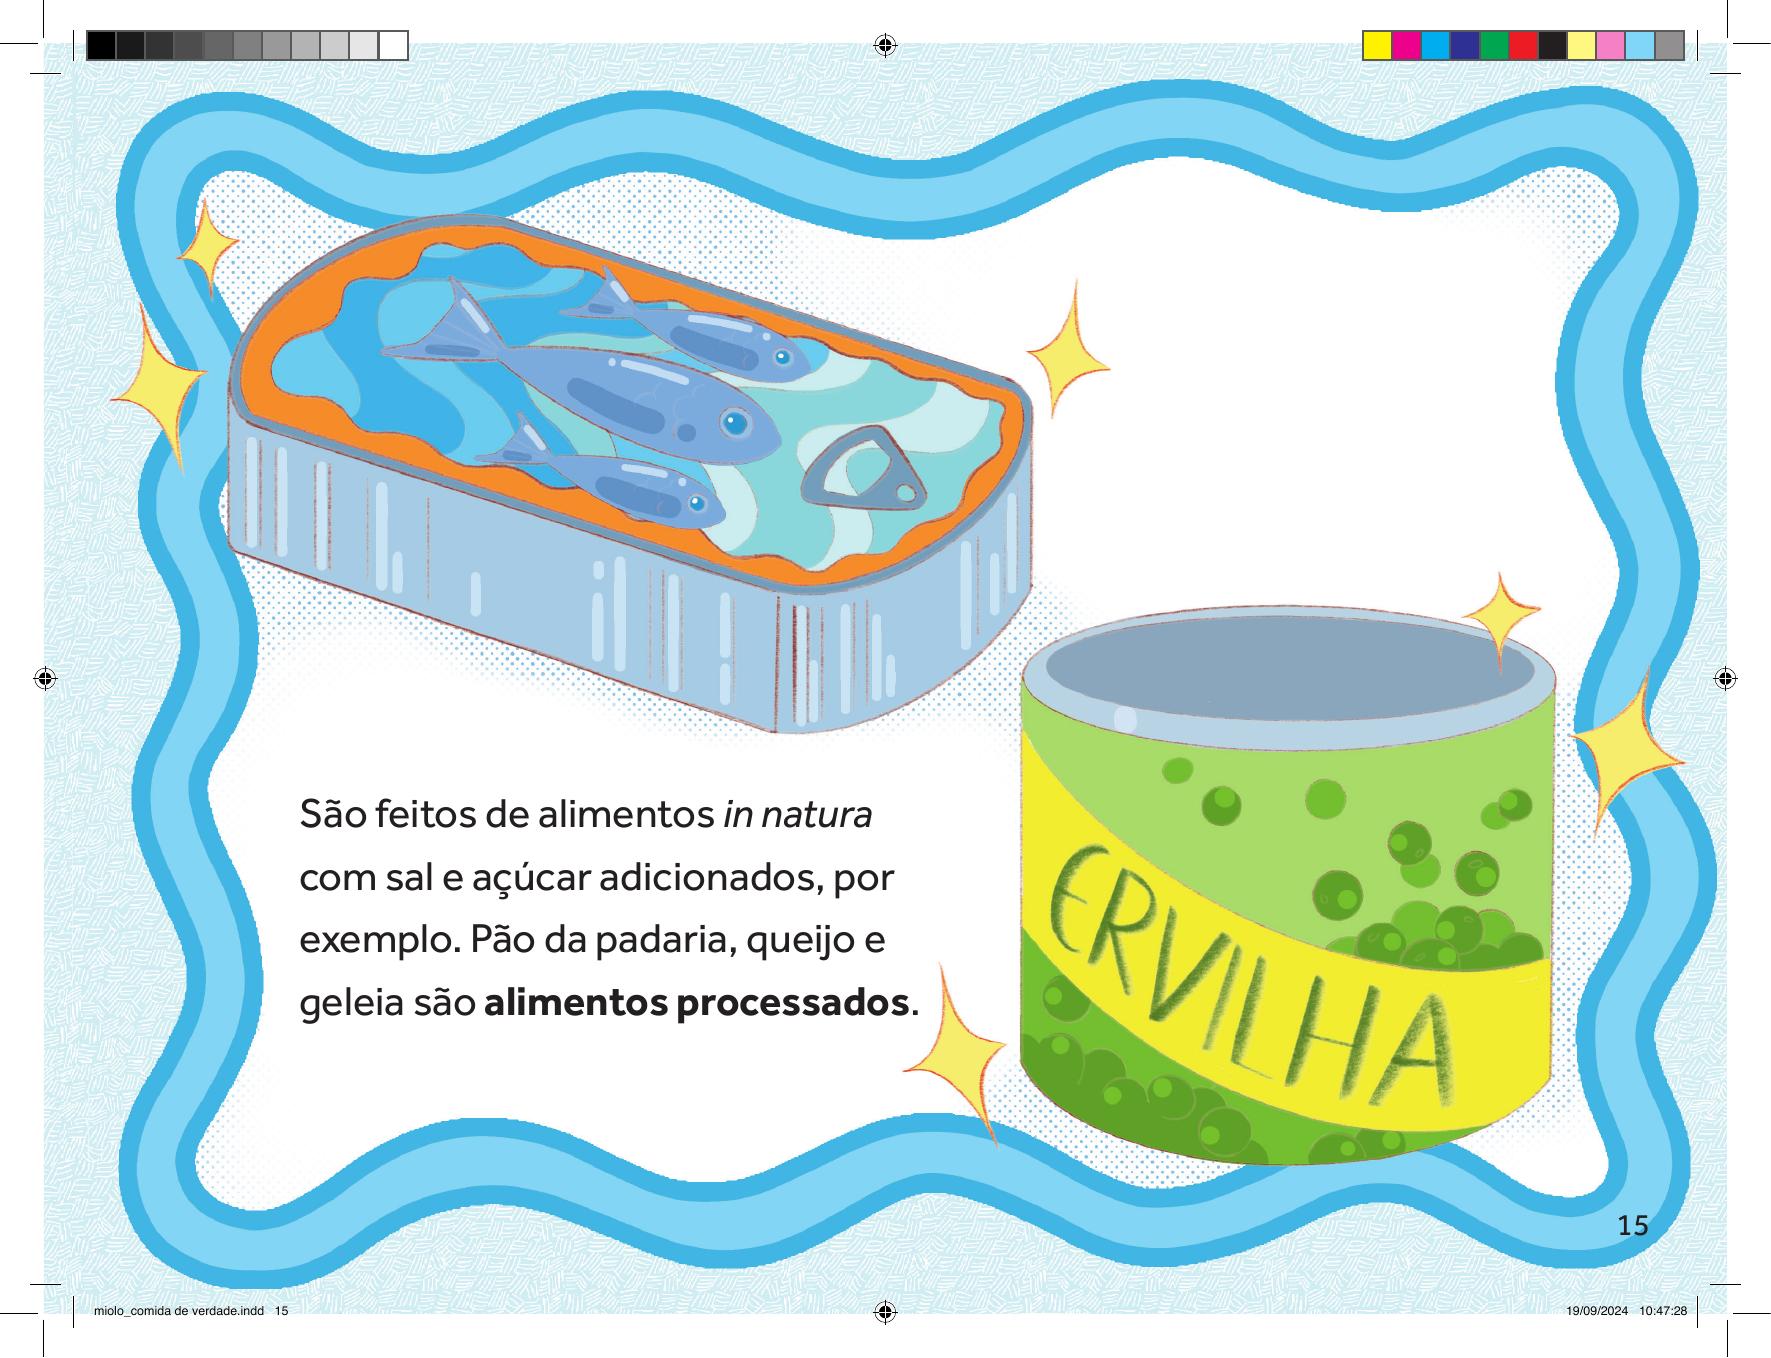 São feitos de alimentos in natura
com sal e açúcar adicionados, por
exemplo. Pão da padaria, queijo e
geleia são alimentos processados.
ERVILHA
15
miolo_comida de verdade.indd 15
19/09/2024 10:47:28